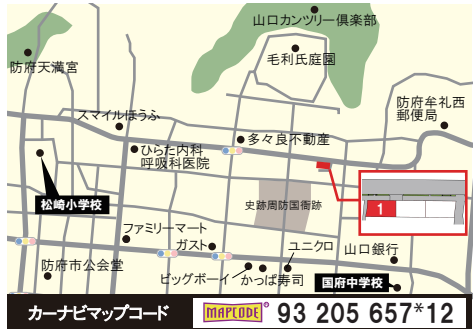 山口カンツリー倶楽部
毛利氏庭園
防府天満宮
防府牟礼西
郵便局
スマイルほうふ
多々良不動産
ひらた内科
呼吸科医院
松崎小学校
史跡周防国衙跡
1
ファミリーマート
ガスト
ユニクロ
山口銀行
防府市公会堂
ビッグボーイ
かっぱ寿司
国府中学校
カーナビマップコード
MAPCODE® 93 205 657*12